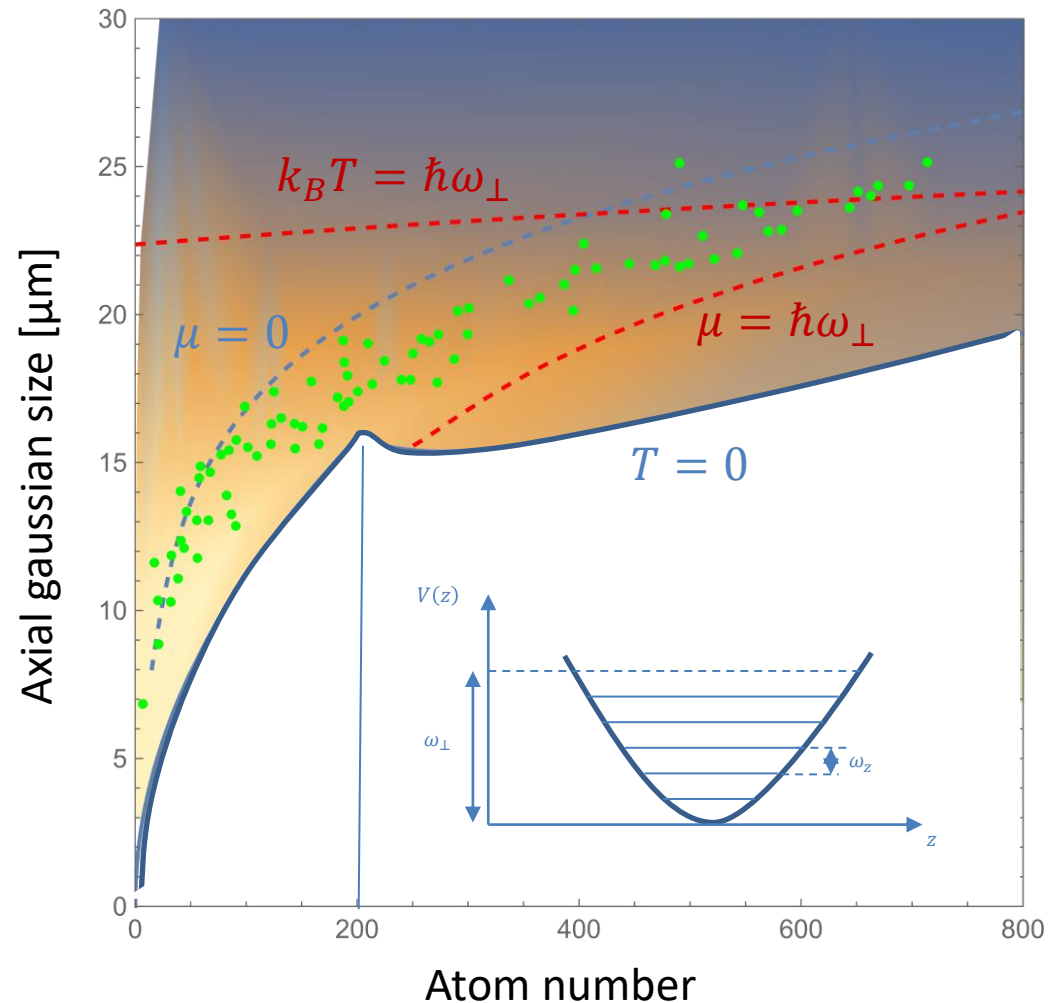 30
25
20
15
10
5
0
Axial gaussian size [μm]
k_B T = ħω_⊥
μ = 0
μ = ħω_⊥
T = 0
V(z)
ω_⊥
ω_z
z
0 200 400 600 800
Atom number